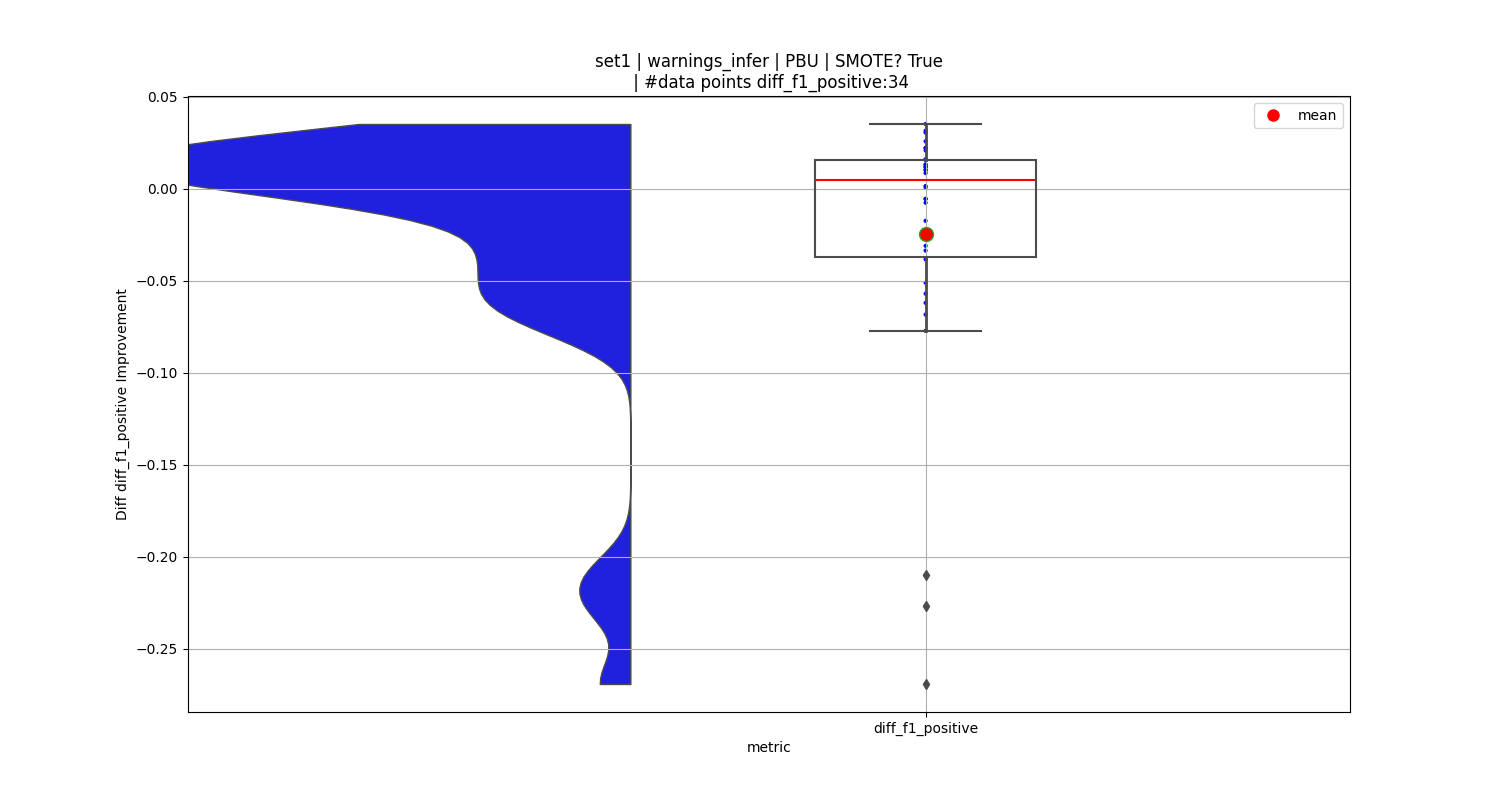 set1 | warnings_infer | PBU | SMOTE? True
| #data points diff_f1_positive:34
mean
Diff diff_f1_positive Improvement
0.05
0.00
−0.05
−0.10
−0.15
−0.20
−0.25
diff_f1_positive
metric